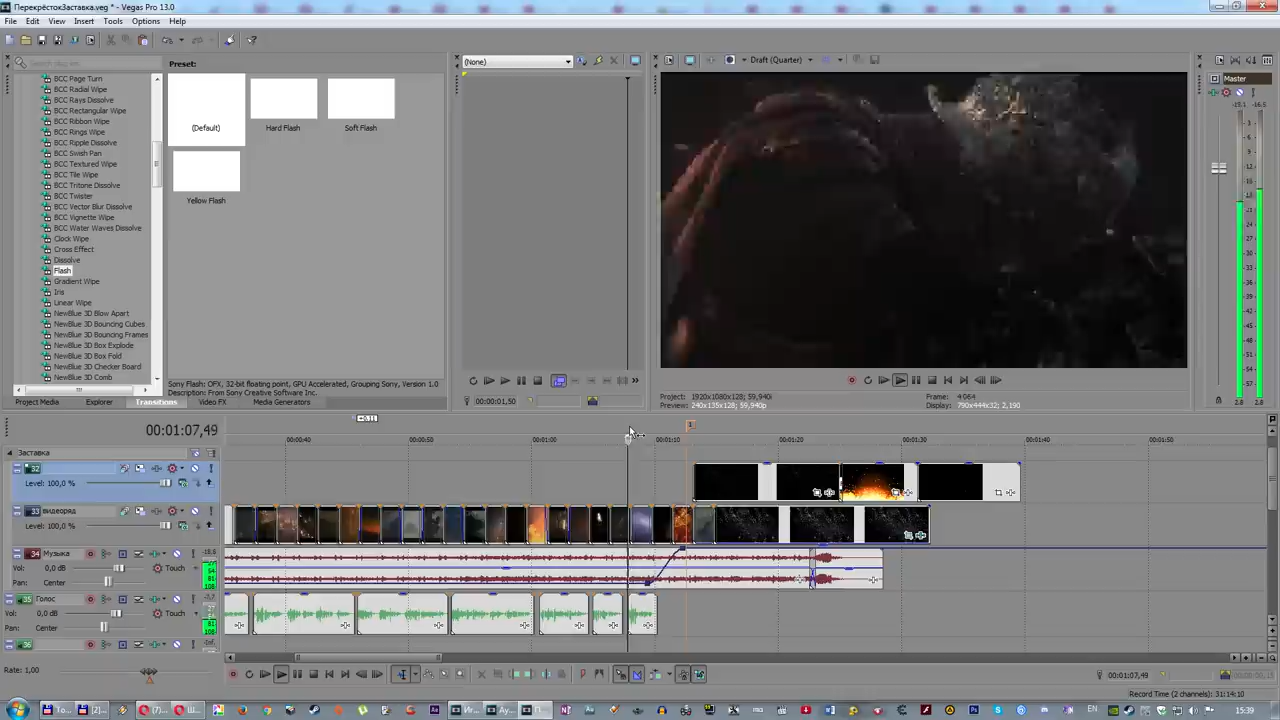 ПерекрёстокЗаставка.veg * - Vegas Pro 13.0
File Edit View Insert Tools Options Help
Preset:
BCC Page Turn
BCC Radial Wipe
BCC Rays Dissolve
BCC Rectangular Wipe
BCC Ribbon Wipe
BCC Rings Wipe
BCC Ripple Dissolve
BCC Swish Pan
BCC Textured Wipe
BCC Tile Wipe
BCC Tritone Dissolve
BCC Twister
BCC Vector Blur Dissolve
BCC Vignette Wipe
BCC Water Waves Dissolve
Clock Wipe
Cross Effect
Dissolve
Flash
Gradient Wipe
Iris
Linear Wipe
NewBlue 3D Blow Apart
NewBlue 3D Bouncing Cubes
NewBlue 3D Bouncing Frames
NewBlue 3D Box Explode
NewBlue 3D Box Fold
NewBlue 3D Checker Board
NewBlue 3D Comb
(Default)
Hard Flash
Soft Flash
Yellow Flash
Sony Flash: OFX, 32-bit floating point, GPU Accelerated, Grouping Sony, Version 1.0
Description: From Sony Creative Software Inc.
Project Media Explorer Transitions Video FX Media Generators
(None)
00:00:01,50
Draft (Quarter)
Project: 1920x1080x128; 59,940i
Preview: 240x135x128; 59,940p
Frame: 4 064
Display: 790x444x32; 2,190
Master
00:01:07,49
00:00:40 00:00:50 00:01:00 00:01:10 00:01:20 00:01:30 00:01:40 00:01:50
Заставка
32
Level: 100,0 %
33 видеоряд
Level: 100,0 %
34 Музыка
Vol: 0,0 dB Touch
Pan: Center
35 Голос
Vol: 0,0 dB Touch
Pan: Center
36
Rate: 1,00
00:01:07,49
Record Time (2 channels): 31:14:10
15:39